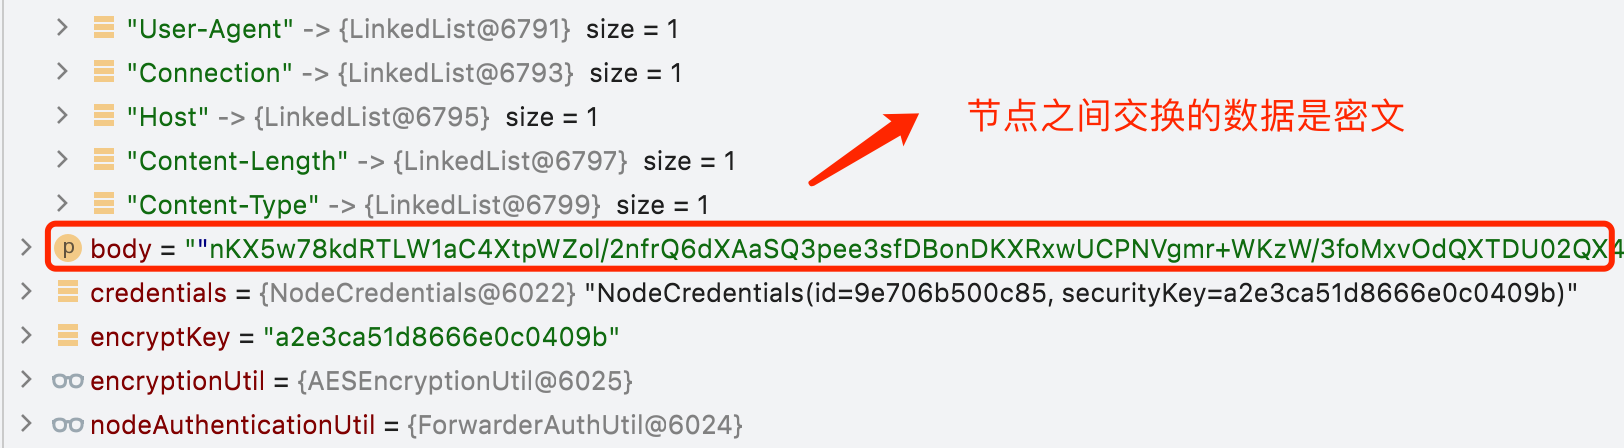 "User-Agent" -> {LinkedList@6791} size = 1
"Connection" -> {LinkedList@6793} size = 1
"Host" -> {LinkedList@6795} size = 1
节点之间交换的数据是密文
"Content-Length" -> {LinkedList@6797} size = 1
"Content-Type" -> {LinkedList@6799} size = 1
p body = ""nKX5w78kdRTLW1aC4XtpWZol/2nfrQ6dXAaSQ3pee3sfDBonDKXRxwUCPNVgmr+WKzW/3foMxvOdQXTDU02QX4
credentials = {NodeCredentials@6022} "NodeCredentials(id=9e706b500c85, securityKey=a2e3ca51d8666e0c0409b)"
encryptKey = "a2e3ca51d8666e0c0409b"
encryptionUtil = {AESEncryptionUtil@6025}
nodeAuthenticationUtil = {ForwarderAuthUtil@6024}